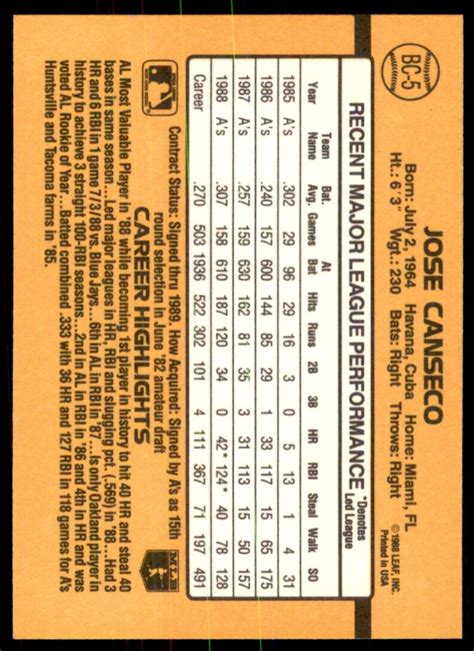 BC-5
JOSE CANSECO
Born: July 2, 1964 Havana, Cuba Home: Miami, FL
Ht.: 6'3" Wgt.: 230 Bats: Right Throws: Right
©1988 LEAF, INC.
Printed in USA
RECENT MAJOR LEAGUE PERFORMANCE *Denotes Led League
Year Team Name Bat. Avg. Games At Bat Hits Runs 2B 3B HR RBI Steal Walk SO
1985 A's .302 29 96 29 16 3 0 5 13 1 4 31
1986 A's .240 157 600 144 85 29 1 33 117 15 65 175
1987 A's .257 159 630 162 81 35 3 31 113 15 50 157
1988 A's .307 158 610 187 120 34 0 42* 124* 40 78 128
Career .270 503 1936 522 302 101 4 111 367 71 197 491
Contract Status: Signed thru 1989. How Acquired: Signed by A's as 15th
round selection in June '82 amateur draft
CAREER HIGHLIGHTS
MLB
AL Most Valuable Player in '88 while becoming 1st player in history to hit 40 HR and steal 40
bases in same season...Led major leagues in HR, RBI and slugging pct. (.569) in '88...Had 3
HR and 6 RBI in 1 game 7/3/88 vs. Blue Jays...6th in AL in RBI in '87...Is only Oakland player in
history to achieve 3 straight 100-RBI seasons...2nd in AL in RBI in '86 and 4th in HR and was
voted AL Rookie of Year...Batted combined .333 with 36 HR and 127 RBI in 118 games for A's
Huntsville and Tacoma farms in '85.